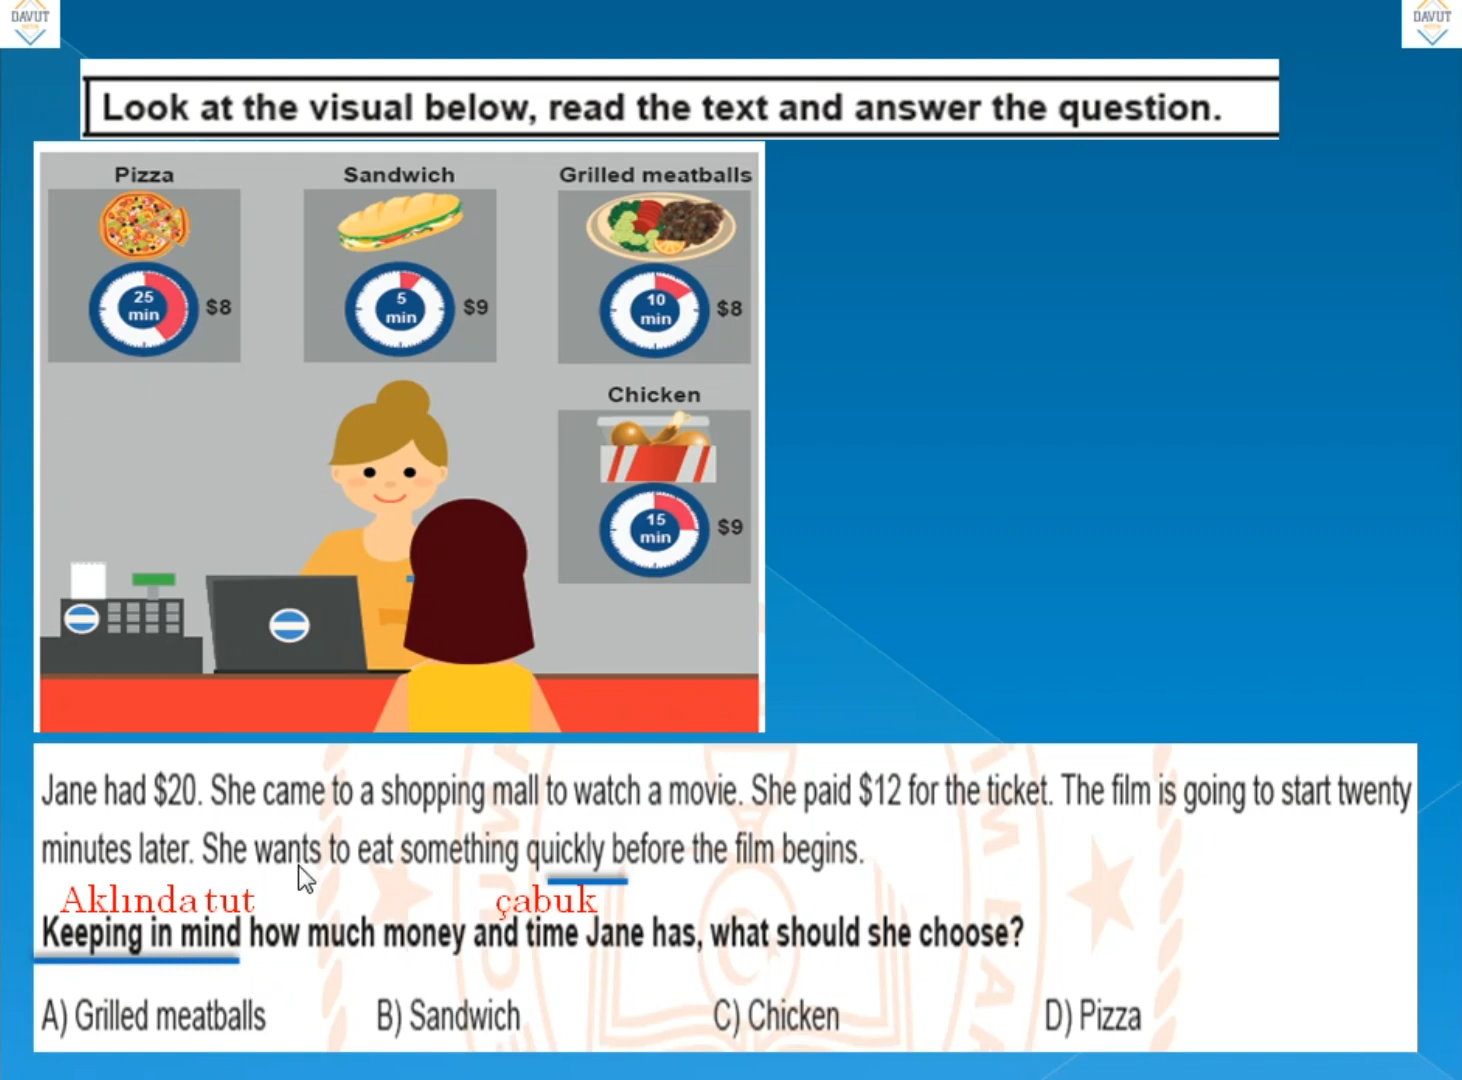 DAVUT
DAVUT
Look at the visual below, read the text and answer the question.
Pizza
Sandwich
Grilled meatballs
25
min
$8
5
min
$9
10
min
$8
Chicken
15
min
$9
Jane had $20. She came to a shopping mall to watch a movie. She paid $12 for the ticket. The film is going to start twenty
minutes later. She wants to eat something quickly before the film begins.
Aklında tut
çabuk
Keeping in mind how much money and time Jane has, what should she choose?
A) Grilled meatballs
B) Sandwich
C) Chicken
D) Pizza